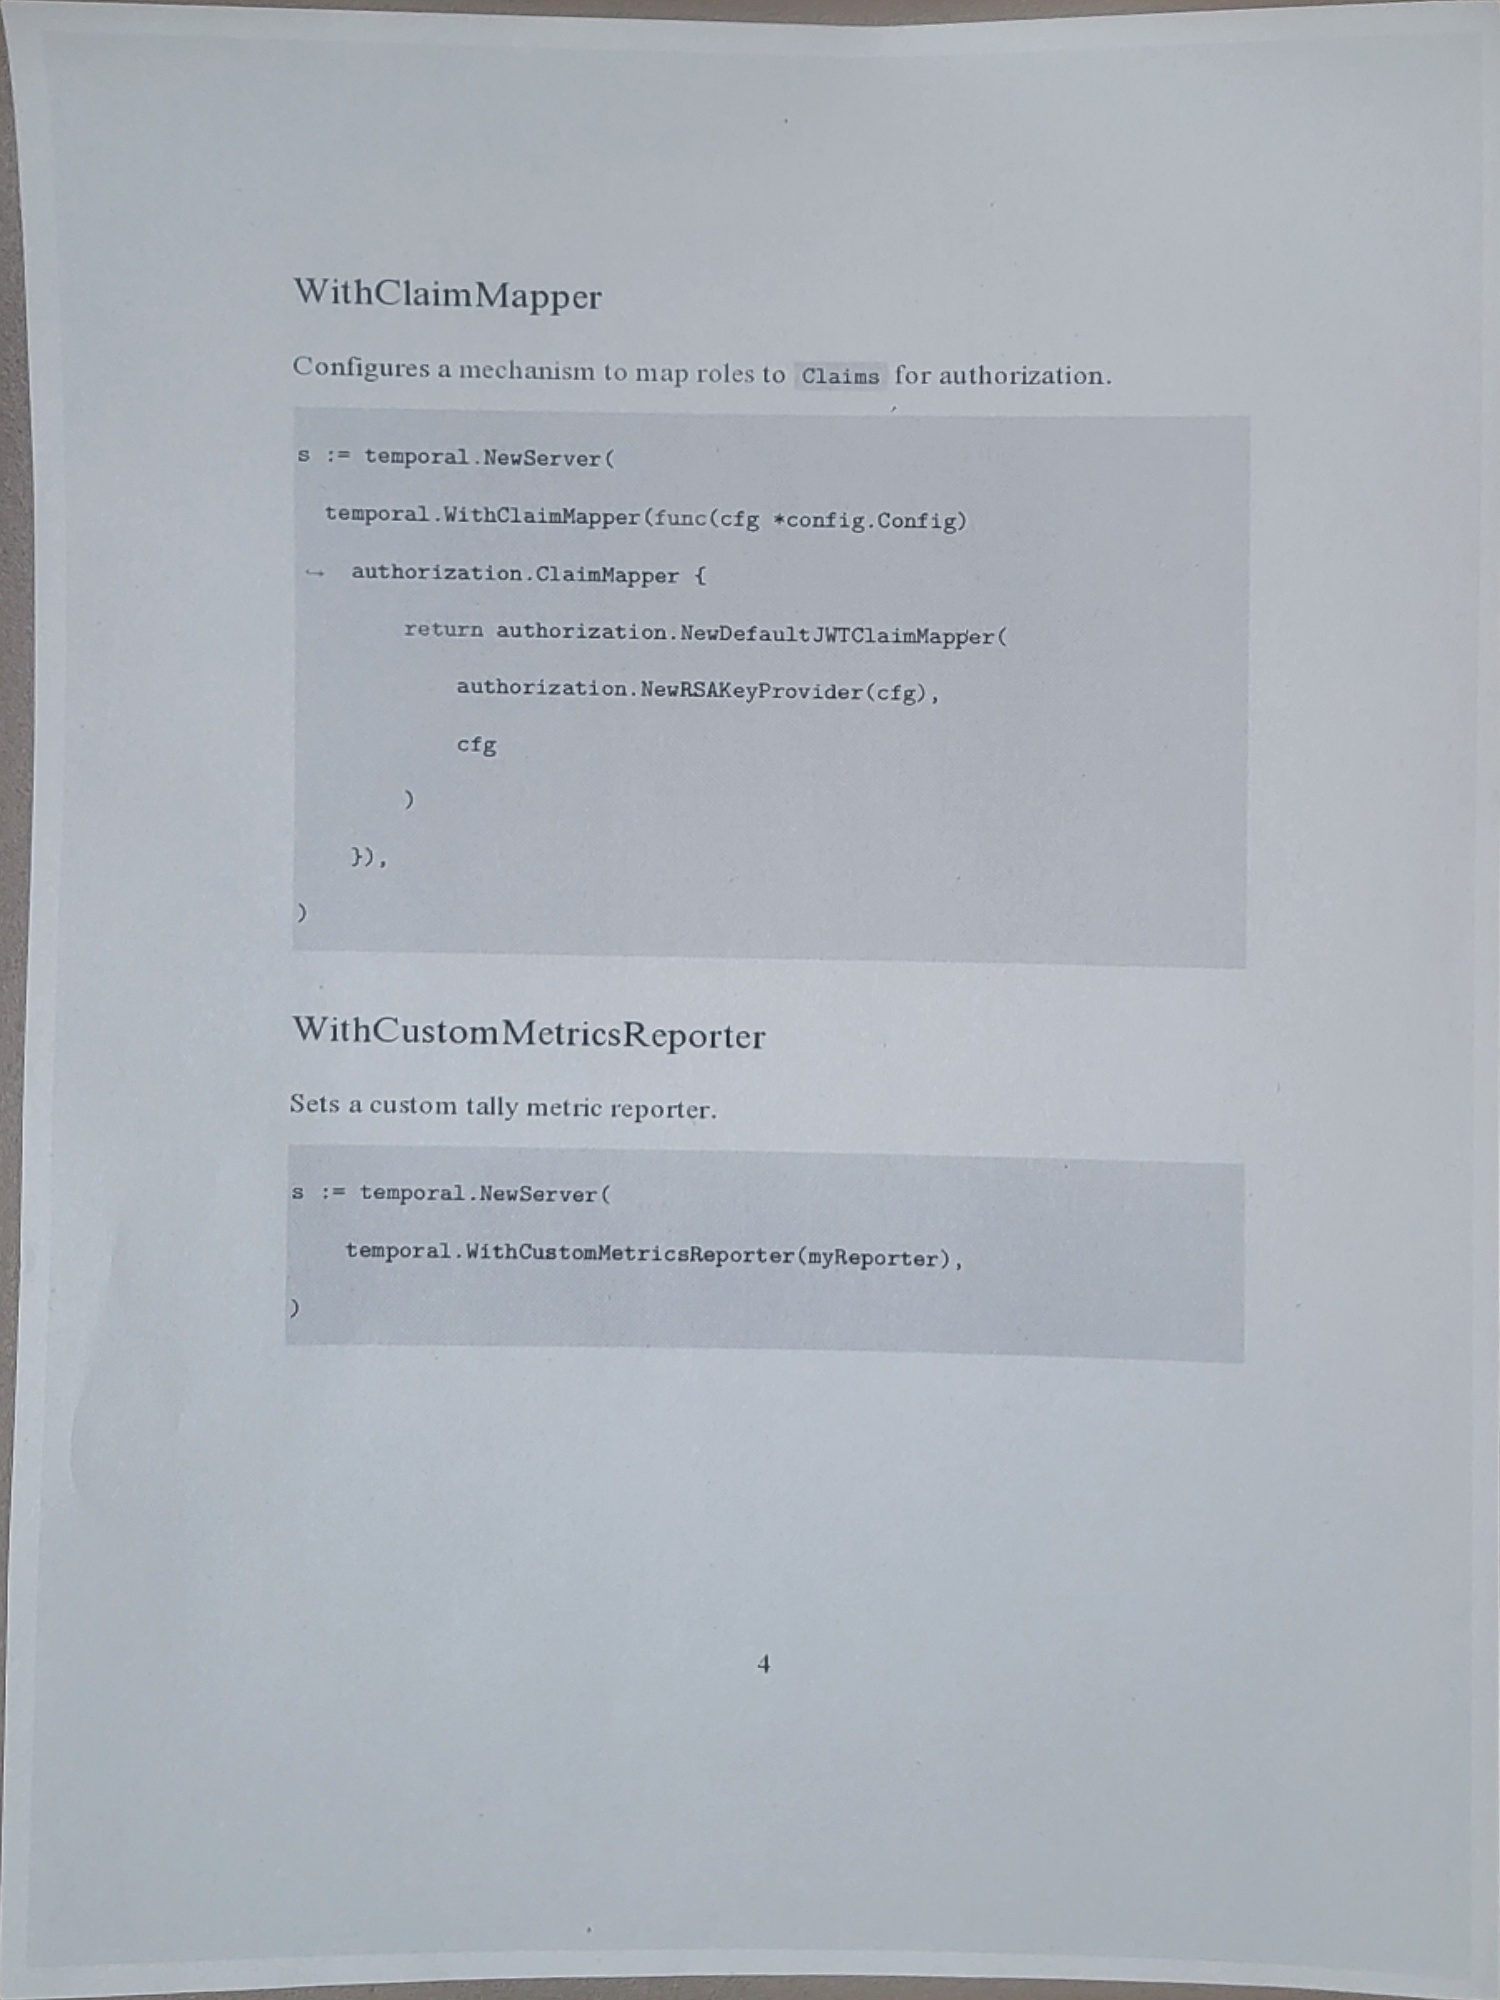 WithClaimMapper
Configures a mechanism to map roles to Claims for authorization.
s := temporal.NewServer(
  temporal.WithClaimMapper(func(cfg *config.Config)
↪  authorization.ClaimMapper {
        return authorization.NewDefaultJWTClaimMapper(
            authorization.NewRSAKeyProvider(cfg),
            cfg
        )
    }),
)
WithCustomMetricsReporter
Sets a custom tally metric reporter.
s := temporal.NewServer(
    temporal.WithCustomMetricsReporter(myReporter),
)
4